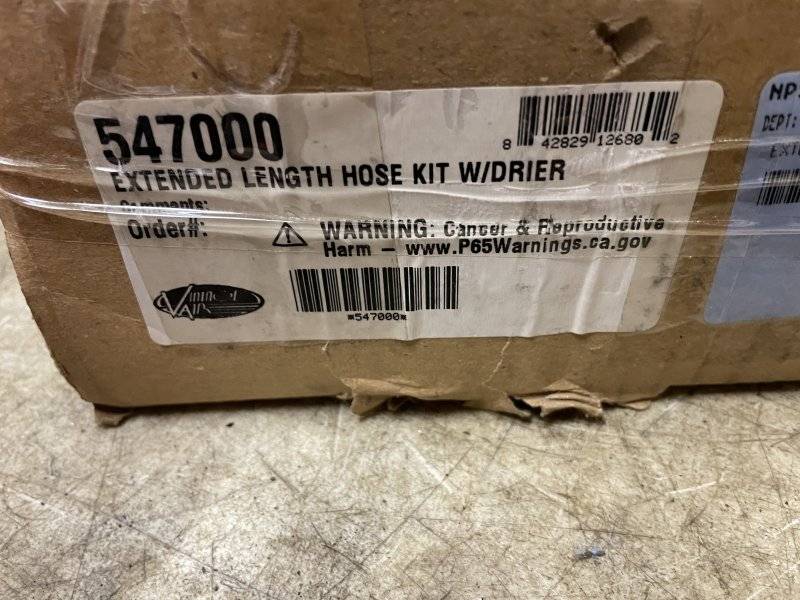 547000
8 42829 12680 2
EXTENDED LENGTH HOSE KIT W/DRIER
Comments:
Order#:
WARNING: Cancer & Reproductive
Harm – www.P65Warnings.ca.gov
*547000*
Vintage Air
DEPT: